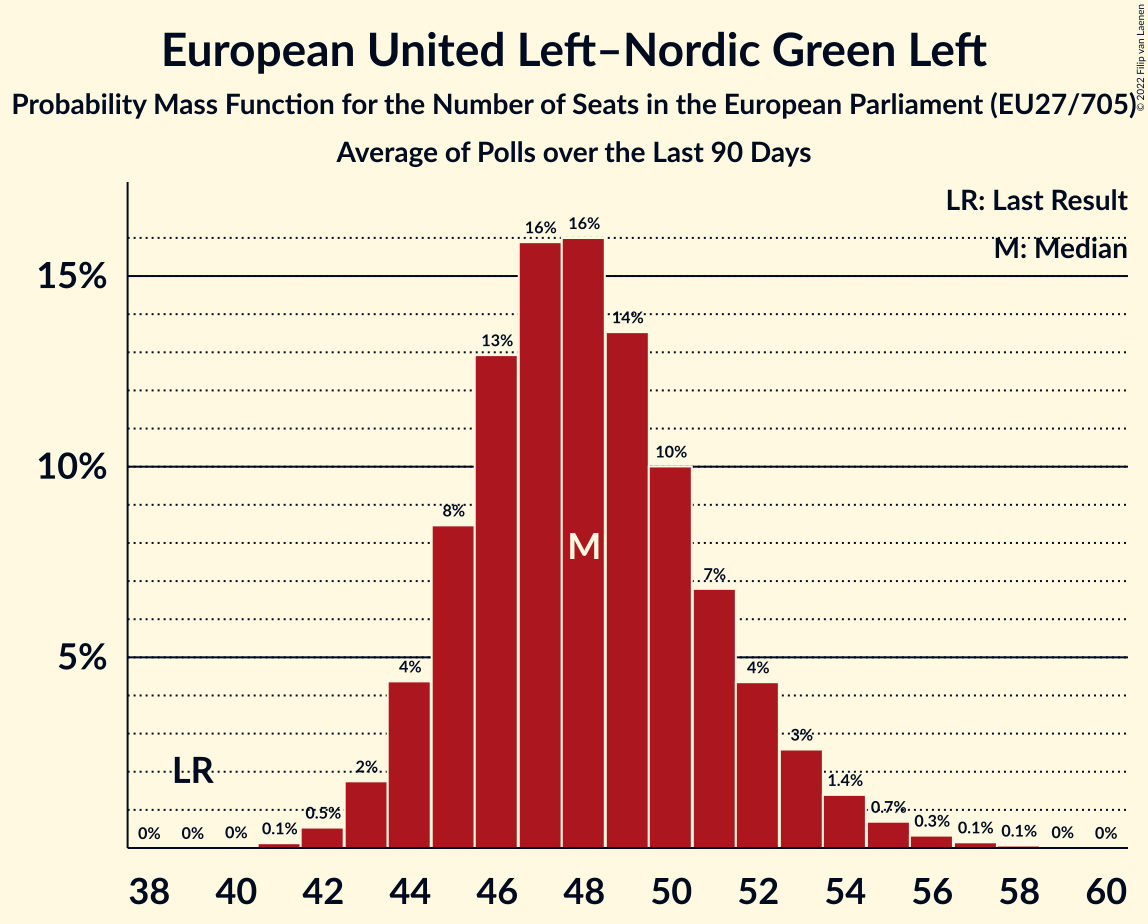 European United Left–Nordic Green Left
Probability Mass Function for the Number of Seats in the European Parliament (EU27/705)
Average of Polls over the Last 90 Days
© 2022 Filip van Laenen
LR: Last Result
M: Median
15%
10%
5%
0% 0% 0% 0.1% 0.5% 2% 4% 8% 13% 16% 16% 14% 10% 7% 4% 3% 1.4% 0.7% 0.3% 0.1% 0.1% 0% 0%
LR
M
38 40 42 44 46 48 50 52 54 56 58 60